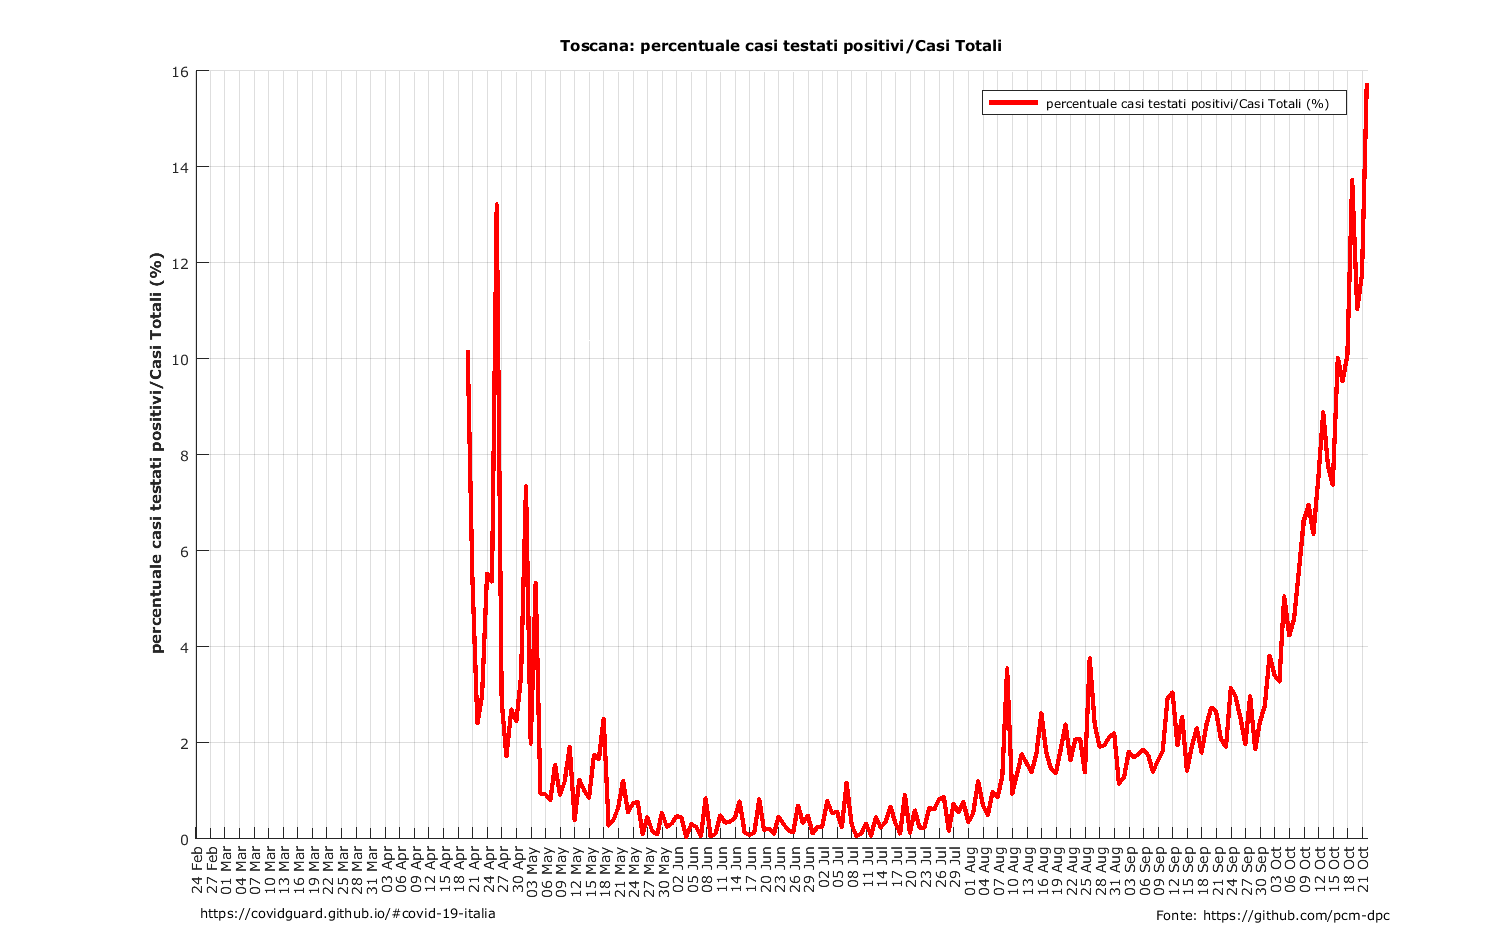 Toscana: percentuale casi testati positivi/Casi Totali
percentuale casi testati positivi/Casi Totali (%)
percentuale casi testati positivi/Casi Totali (%)
16
14
12
10
8
6
4
2
0
24 Feb
27 Feb
01 Mar
04 Mar
07 Mar
10 Mar
13 Mar
16 Mar
19 Mar
22 Mar
25 Mar
28 Mar
31 Mar
03 Apr
06 Apr
09 Apr
12 Apr
15 Apr
18 Apr
21 Apr
24 Apr
27 Apr
30 Apr
03 May
06 May
09 May
12 May
15 May
18 May
21 May
24 May
27 May
30 May
02 Jun
05 Jun
08 Jun
11 Jun
14 Jun
17 Jun
20 Jun
23 Jun
26 Jun
29 Jun
02 Jul
05 Jul
08 Jul
11 Jul
14 Jul
17 Jul
20 Jul
23 Jul
26 Jul
29 Jul
01 Aug
04 Aug
07 Aug
10 Aug
13 Aug
16 Aug
19 Aug
22 Aug
25 Aug
28 Aug
31 Aug
03 Sep
06 Sep
09 Sep
12 Sep
15 Sep
18 Sep
21 Sep
24 Sep
27 Sep
30 Sep
03 Oct
06 Oct
09 Oct
12 Oct
15 Oct
18 Oct
21 Oct
https://covidguard.github.io/#covid-19-italia
Fonte: https://github.com/pcm-dpc